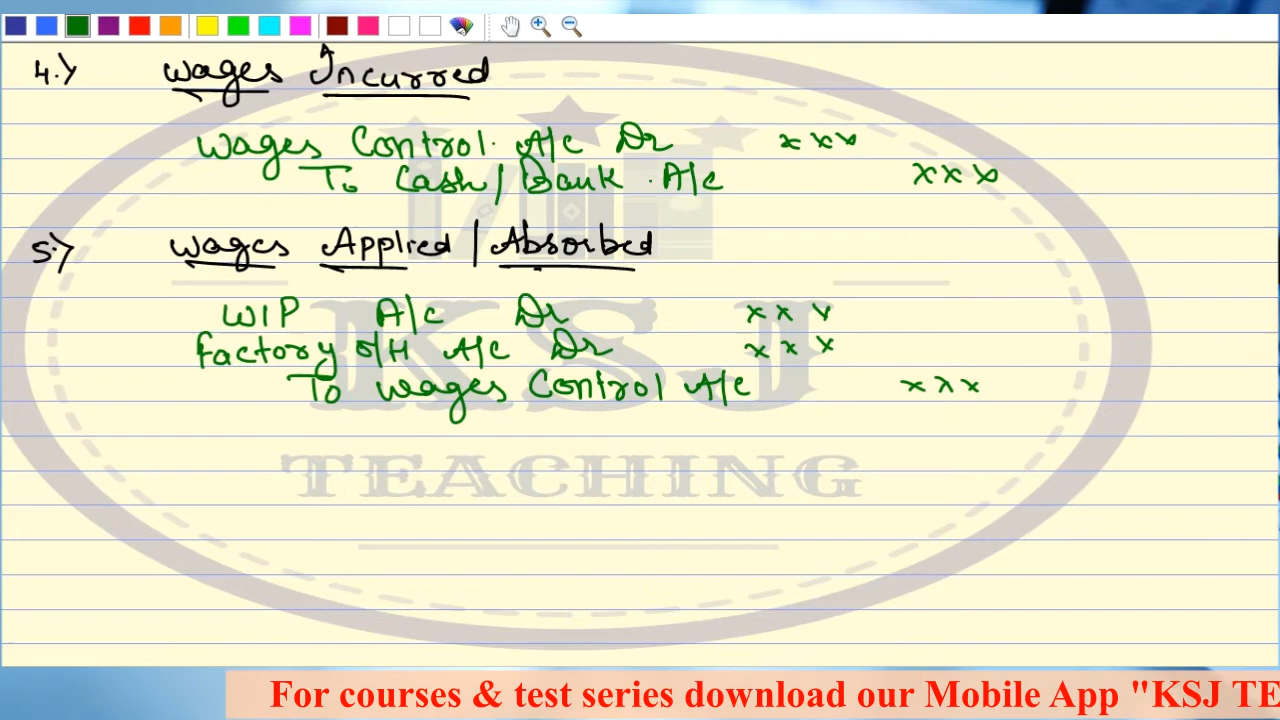 4.) Wages Incurred
Wages Control A/c Dr xxx
To Cash/Bank A/c xxx
5.) Wages Applied/Absorbed
WIP A/c Dr xxx
Factory O/H A/c Dr xxx
To Wages Control A/c xxx
KSJ
TEACHING
For courses & test series download our Mobile App "KSJ TE